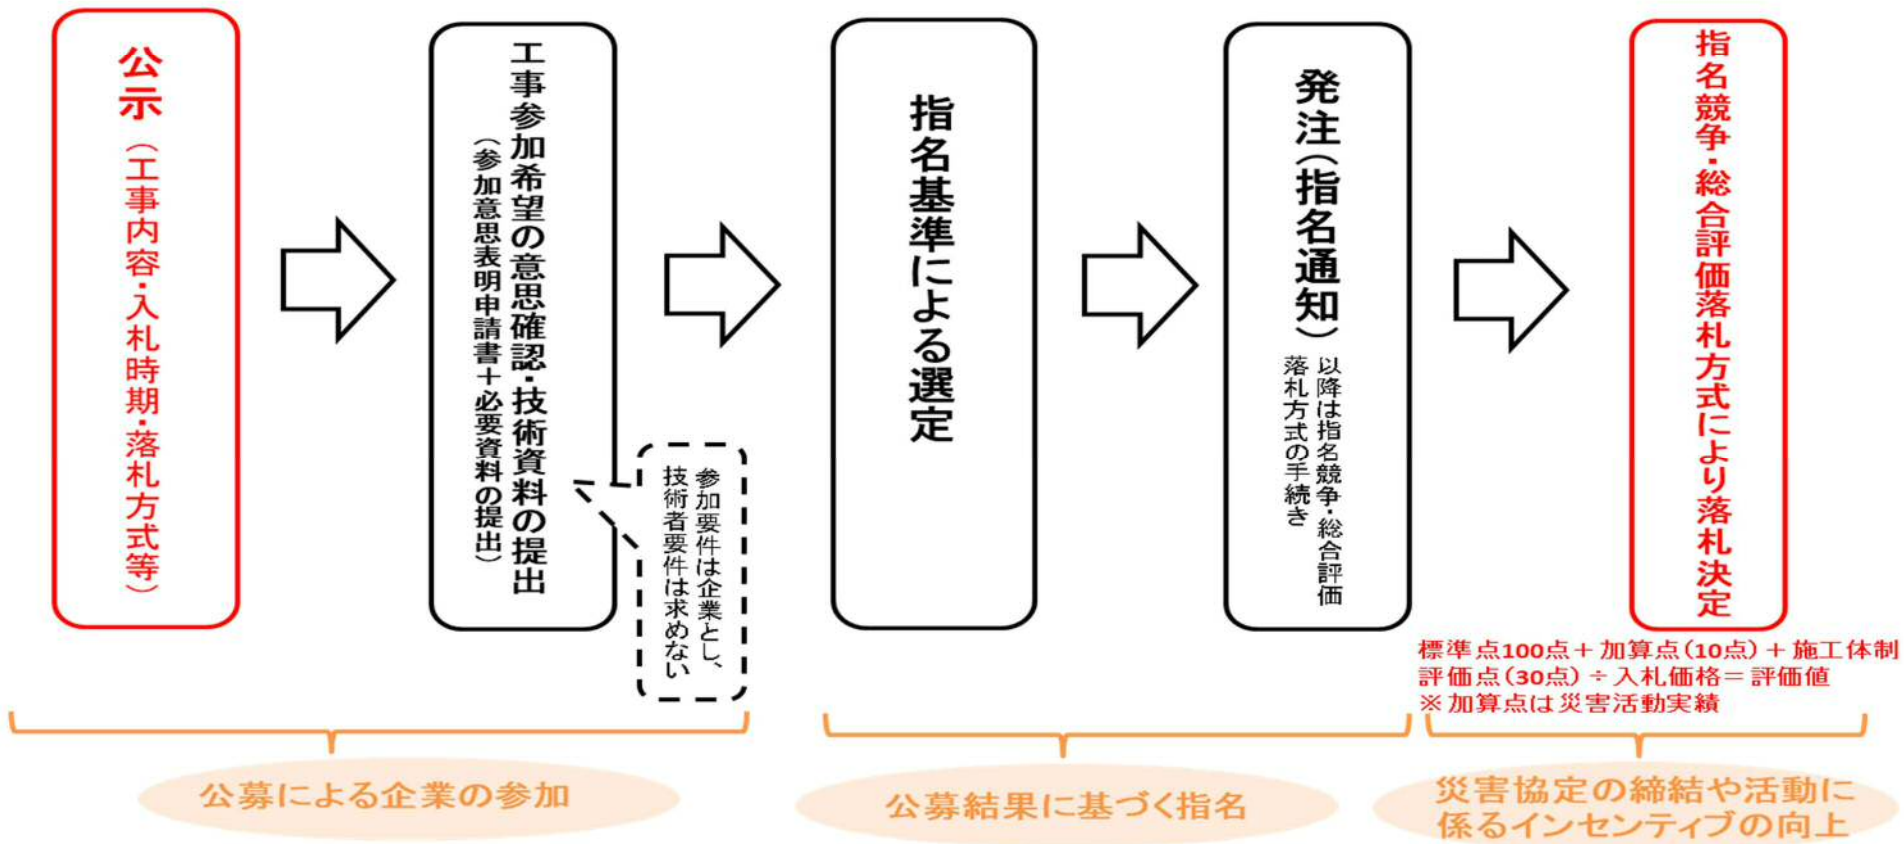 公示（工事内容・入札時期・落札方式等）
工事参加希望の意思確認・技術資料の提出
（参加意思表明申請書＋必要資料の提出）
参加要件は企業とし、
技術者要件は求めない
指名基準による選定
発注（指名通知）
以降は指名競争・総合評価
落札方式の手続き
指名競争・総合評価落札方式により落札決定
標準点100点＋加算点（10点）＋施工体制
評価点（30点）÷入札価格＝評価値
※加算点は災害活動実績
公募による企業の参加
公募結果に基づく指名
災害協定の締結や活動に
係るインセンティブの向上